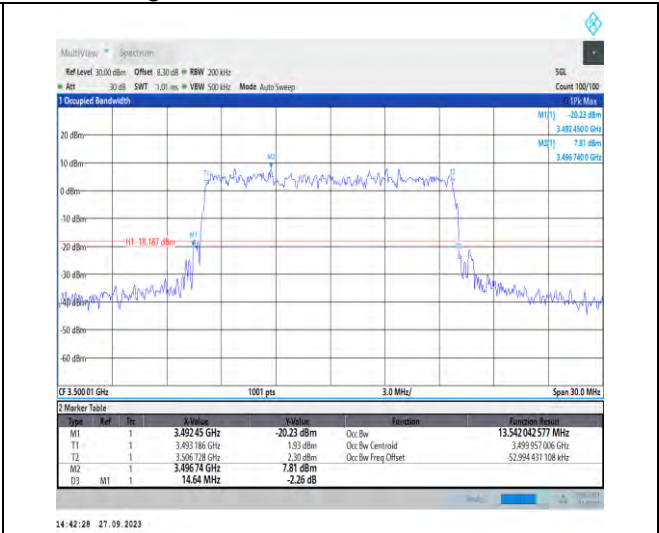 MultiView Spectrum
Ref Level 30.00 dBm Offset 8.30 dB RBW 200 kHz SGL
Att 30 dB SWT 1.01 ms VBW 500 kHz Mode Auto Sweep Count 100/100
1 Occupied Bandwidth 1Pk Max
M1[1] -20.23 dBm
3.492 4500 GHz
M2[1] 7.81 dBm
3.496 7400 GHz
20 dBm
10 dBm
M2
T1 T2
0 dBm
-10 dBm
M1
H1 -18.187 dBm
-20 dBm
-30 dBm
-40 dBm
-50 dBm
-60 dBm
CF 3.500 01 GHz 1001 pts 3.0 MHz/ Span 30.0 MHz
2 Marker Table
Type Ref Trc X-Value Y-Value Function Function Result
M1 1 3.492 45 GHz -20.23 dBm Occ Bw 13.542 042 577 MHz
T1 1 3.493 186 GHz 1.93 dBm Occ Bw Centroid 3.499 957 006 GHz
T2 1 3.506 728 GHz 2.30 dBm Occ Bw Freq Offset -52.994 431 108 kHz
M2 1 3.496 74 GHz 7.81 dBm
D3 M1 1 14.64 MHz -2.26 dB
14:42:28 27.09.2023